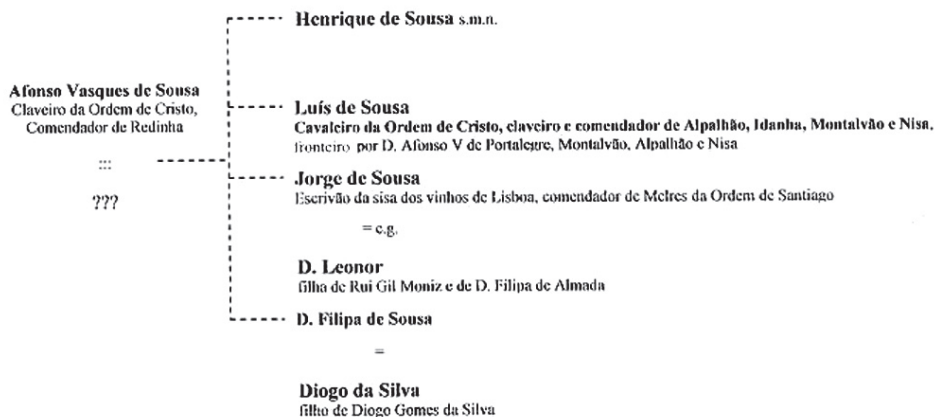 Henrique de Sousa s.m.n.
Afonso Vasques de Sousa
Claveiro da Ordem de Cristo,
Comendador de Redinha
:::
???
Luís de Sousa
Cavaleiro da Ordem de Cristo, claveiro e comendador de Alpalhão, Idanha, Montalvão e Nisa,
fronteiro por D. Afonso V de Portalegre, Montalvão, Alpalhão e Nisa
Jorge de Sousa
Escrivão da sisa dos vinhos de Lisboa, comendador de Melres da Ordem de Santiago
= c.g.
D. Leonor
filha de Rui Gil Moniz e de D. Filipa de Almada
D. Filipa de Sousa
=
Diogo da Silva
filho de Diogo Gomes da Silva